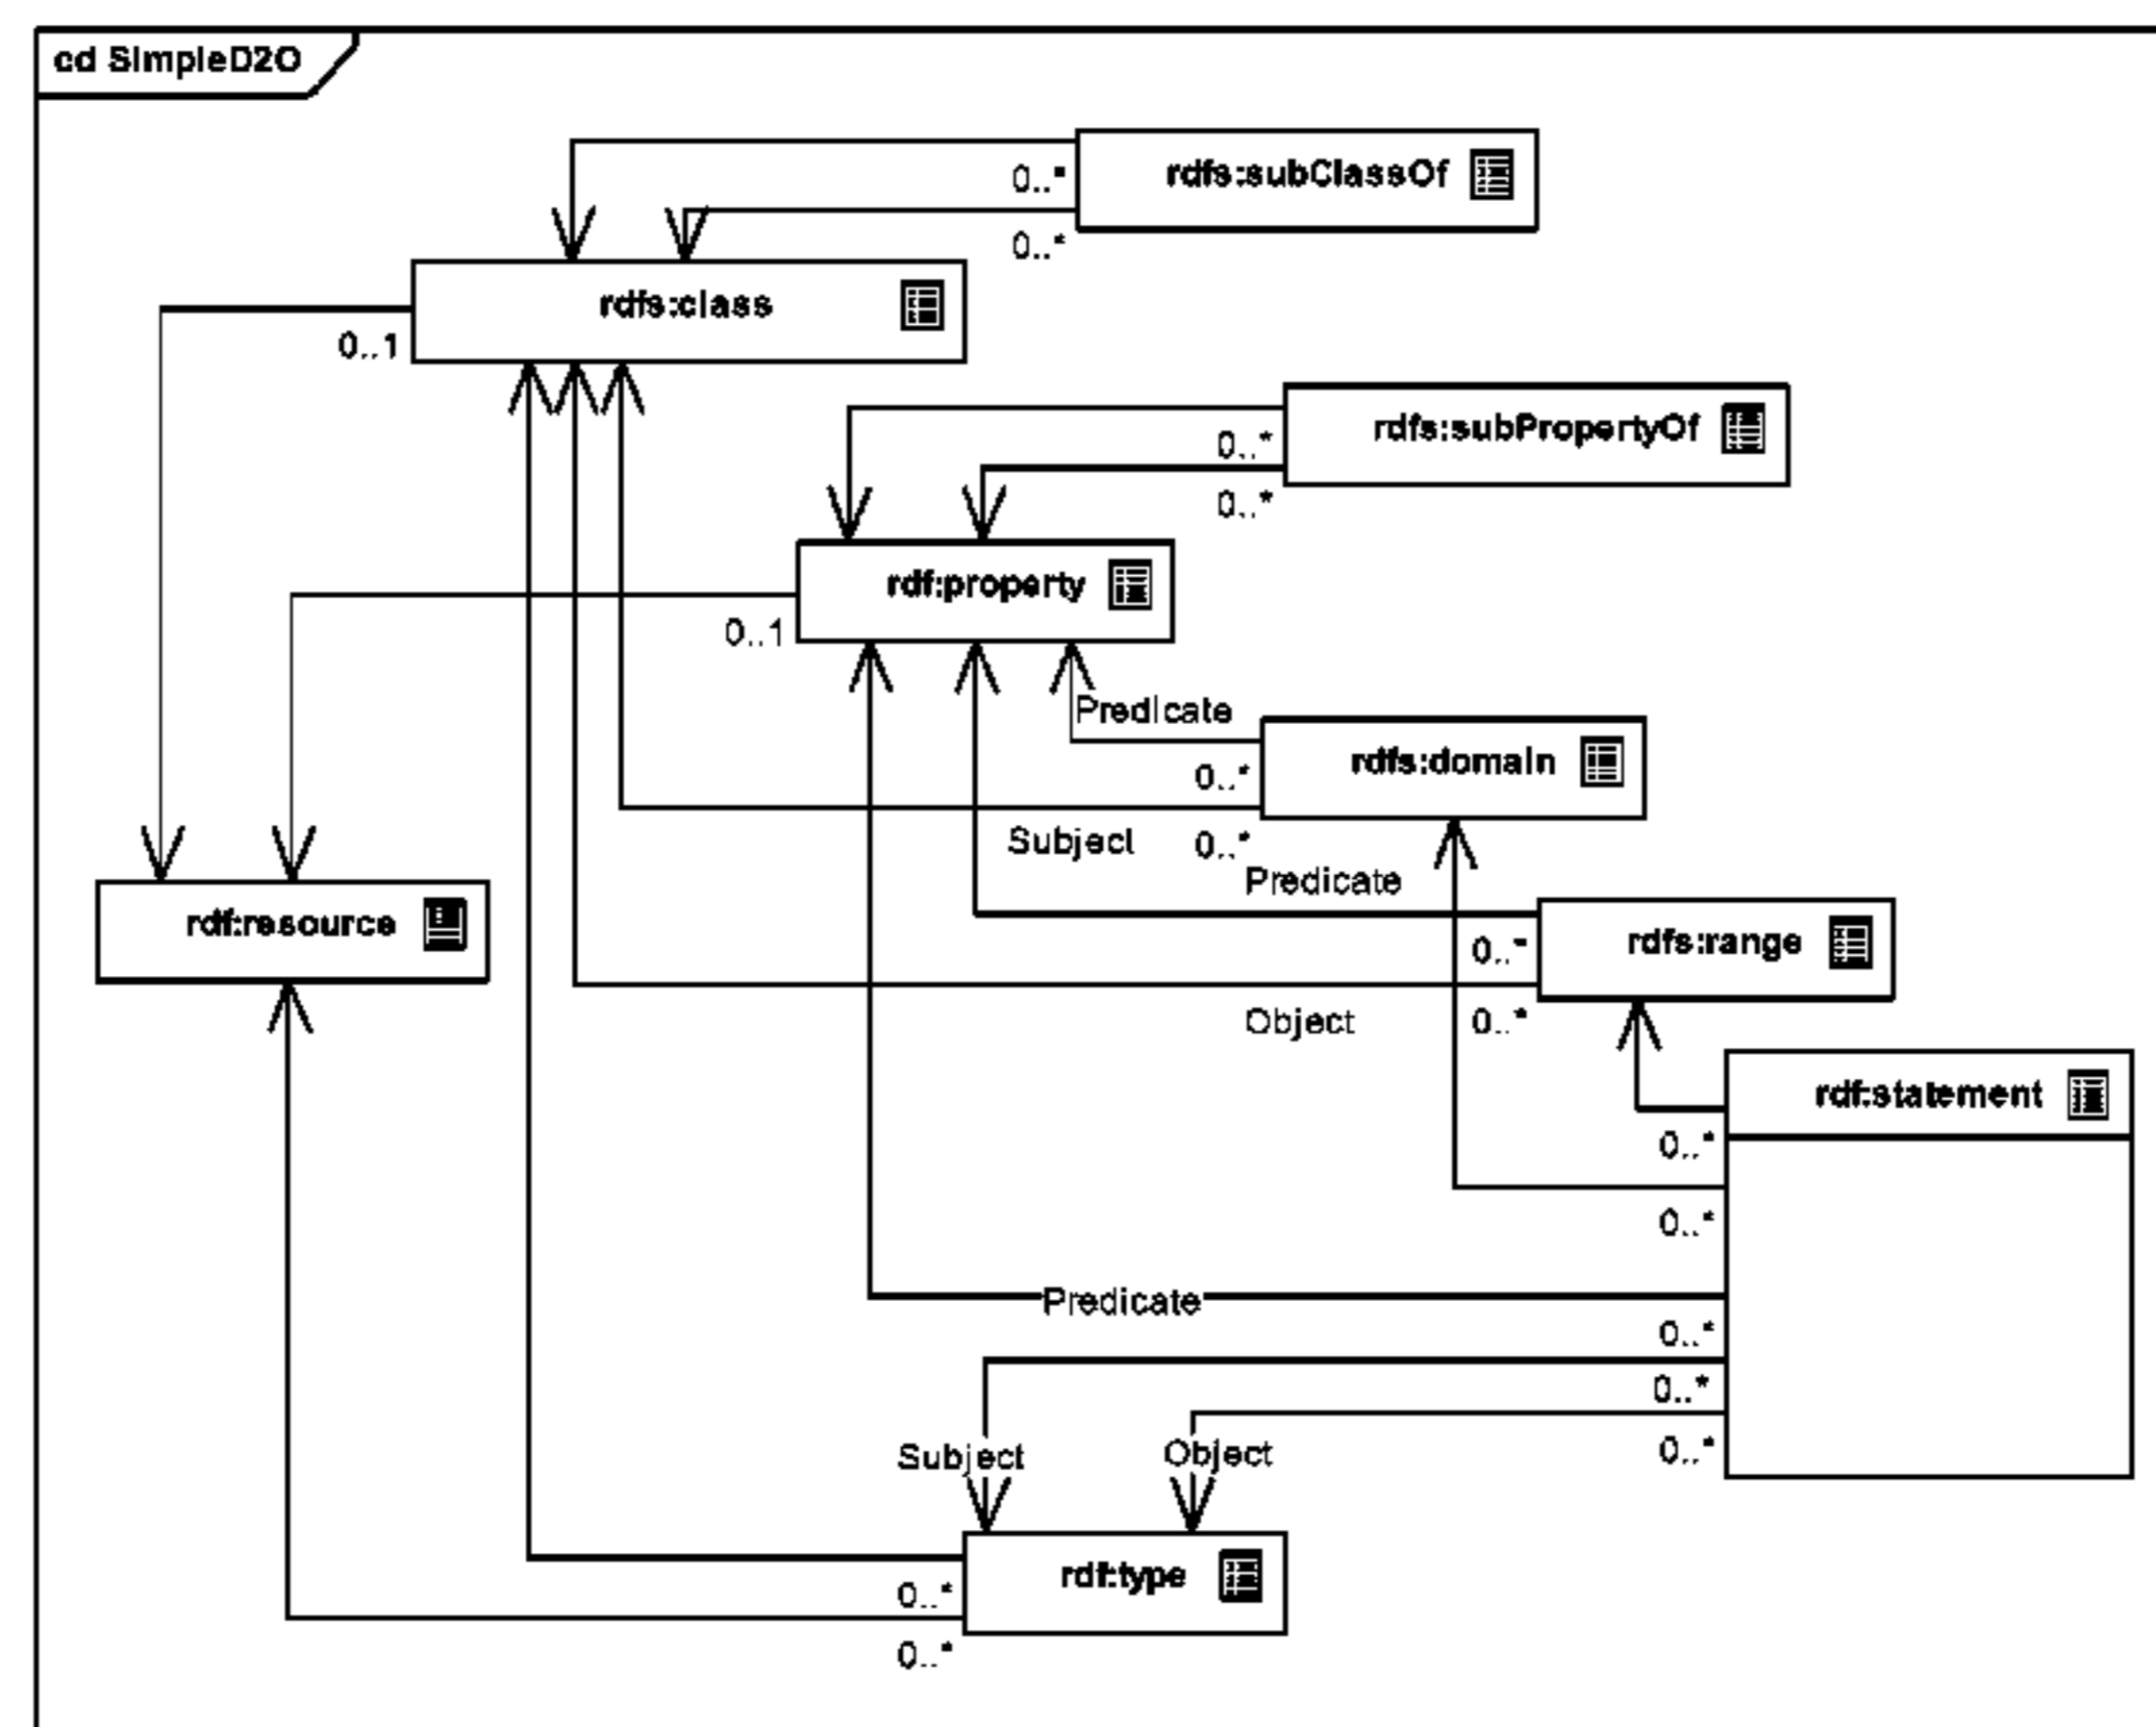 cd SimpleD2O
rdfs:subClassOf
0..*
0..*
rdfs:class
0..1
rdfs:subPropertyOf
0..*
0..*
rdf:property
0..1
Predicate
rdfs:domain
0..*
Subject
0..*
Predicate
rdfs:range
rdf:resource
0..*
Object
0..*
rdf:statement
0..*
0..*
Predicate
0..*
0..*
Subject
Object
0..*
rdf:type
0..*
0..*